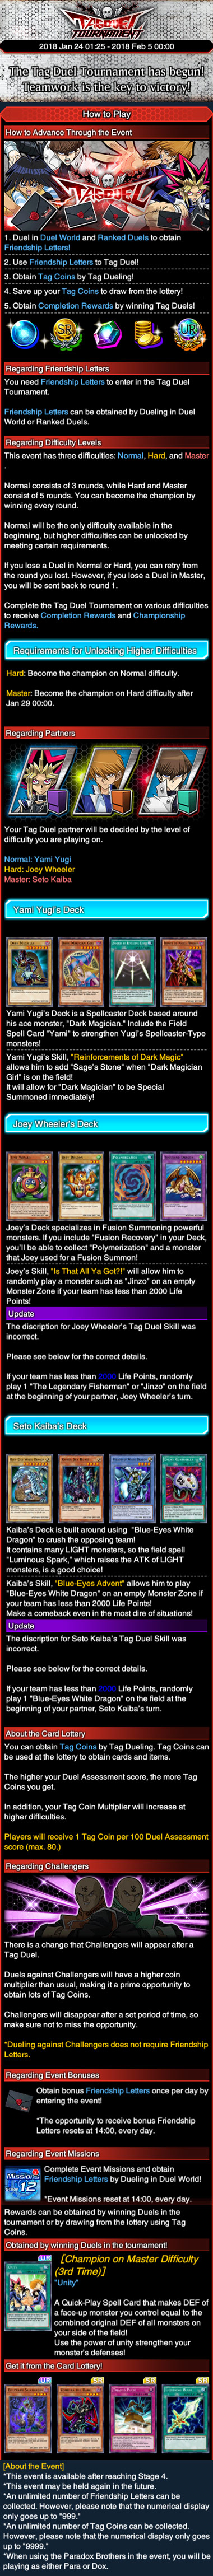 TAG DUEL
TOURNAMENT
2018 Jan 24 01:25 - 2018 Feb 5 00:00
The Tag Duel Tournament has begun!
Teamwork is the key to victory!
How to Play
How to Advance Through the Event
TAG DUEL
TOURNAMENT
1. Duel in Duel World and Ranked Duels to obtain
Friendship Letters!
2. Use Friendship Letters to Tag Duel!
3. Obtain Tag Coins by Tag Dueling!
4. Save up your Tag Coins to draw from the lottery!
5. Obtain Completion Rewards by winning Tag Duels!
SR
UR
Regarding Friendship Letters
You need Friendship Letters to enter in the Tag Duel
Tournament.
Friendship Letters can be obtained by Dueling in Duel
World or Ranked Duels.
Regarding Difficulty Levels
This event has three difficulties: Normal, Hard, and Master
.
Normal consists of 3 rounds, while Hard and Master
consist of 5 rounds. You can become the champion by
winning every round.
Normal will be the only difficulty available in the
beginning, but higher difficulties can be unlocked by
meeting certain requirements.
If you lose a Duel in Normal or Hard, you can retry from
the round you lost. However, if you lose a Duel in Master,
you will be sent back to round 1.
Complete the Tag Duel Tournament on various difficulties
to receive Completion Rewards and Championship
Rewards.
Requirements for Unlocking Higher Difficulties
Hard: Become the champion on Normal difficulty.
Master: Become the champion on Hard difficulty after
Jan 29 00:00.
Regarding Partners
Your Tag Duel partner will be decided by the level of
difficulty you are playing on.
Normal: Yami Yugi
Hard: Joey Wheeler
Master: Seto Kaiba
Yami Yugi's Deck
Yami Yugi's Deck is a Spellcaster Deck based around
his ace monster, "Dark Magician." Include the Field
Spell Card "Yami" to strengthen Yugi's Spellcaster-Type
monsters!
Yami Yugi's Skill, "Reinforcements of Dark Magic"
allows him to add "Sage's Stone" when "Dark Magician
Girl" is on the field!
It will allow for "Dark Magician" to be Special
Summoned immediately!
Joey Wheeler's Deck
Joey's Deck specializes in Fusion Summoning powerful
monsters. If you include "Fusion Recovery" in your Deck,
you'll be able to collect "Polymerization" and a monster
that Joey used for a Fusion Summon!
Joey's Skill, "Is That All Ya Got?!" will allow him to
randomly play a monster such as "Jinzo" on an empty
Monster Zone if your team has less than 2000 Life
Points!
Update
The discription for Joey Wheeler's Tag Duel Skill was
incorrect.
Please see below for the correct details.
If your team has less than 2000 Life Points, randomly
play 1 "The Legendary Fisherman" or "Jinzo" on the field
at the beginning of your partner, Joey Wheeler's turn.
Seto Kaiba's Deck
Kaiba's Deck is built around using "Blue-Eyes White
Dragon" to crush the opposing team!
It contains many LIGHT monsters, so the field spell
"Luminous Spark," which raises the ATK of LIGHT
monsters, is a good choice!
Kaiba's Skill, "Blue-Eyes Advent" allows him to play
"Blue-Eyes White Dragon" on an empty Monster Zone if
your team has less than 2000 Life Points!
Make a comeback even in the most dire of situations!
Update
The discription for Seto Kaiba's Tag Duel Skill was
incorrect.
Please see below for the correct details.
If your team has less than 2000 Life Points, randomly
play 1 "Blue-Eyes White Dragon" on the field at the
beginning of your partner, Seto Kaiba's turn.
About the Card Lottery
You can obtain Tag Coins by Tag Dueling. Tag Coins can
be used at the lottery to obtain cards and items.
The higher your Duel Assessment score, the more Tag
Coins you get.
In addition, your Tag Coin Multiplier will increase at
higher difficulties.
Players will receive 1 Tag Coin per 100 Duel Assessment
score (max. 80.)
Regarding Challengers
There is a change that Challengers will appear after a
Tag Duel.
Duels against Challengers will have a higher coin
multiplier than usual, making it a prime opportunity to
obtain lots of Tag Coins.
Challengers will disappear after a set period of time, so
make sure not to miss the opportunity.
*Dueling against Challengers does not require Friendship
Letters.
Regarding Event Bonuses
Obtain bonus Friendship Letters once per day by
entering the event!
*The opportunity to receive bonus Friendship
Letters resets at 14:00, every day.
Regarding Event Missions
Missions
12
Complete Event Missions and obtain
Friendship Letters by Dueling in Duel World!
*Event Missions reset at 14:00, every day.
Rewards can be obtained by winning Duels in the
tournament or by drawing from the lottery using Tag
Coins.
Obtained by winning Duels in the tournament!
UR
[Champion on Master Difficulty
(3rd Time)]
"Unity"
A Quick-Play Spell Card that makes DEF of
a face-up monster you control equal to the
combined original DEF of all monsters on
your side of the field!
Use the power of unity strengthen your
monster's defenses!
Get it from the Card Lottery!
UR
SR
SR
UR
[About the Event]
*This event is available after reaching Stage 4.
*This event may be held again in the future.
*An unlimited number of Friendship Letters can be
collected. However, please note that the numerical display
only goes up to "999."
*An unlimited number of Tag Coins can be collected.
However, please note that the numerical display only goes
up to "9999."
*When using the Paradox Brothers in the event, you will be
playing as either Para or Dox.